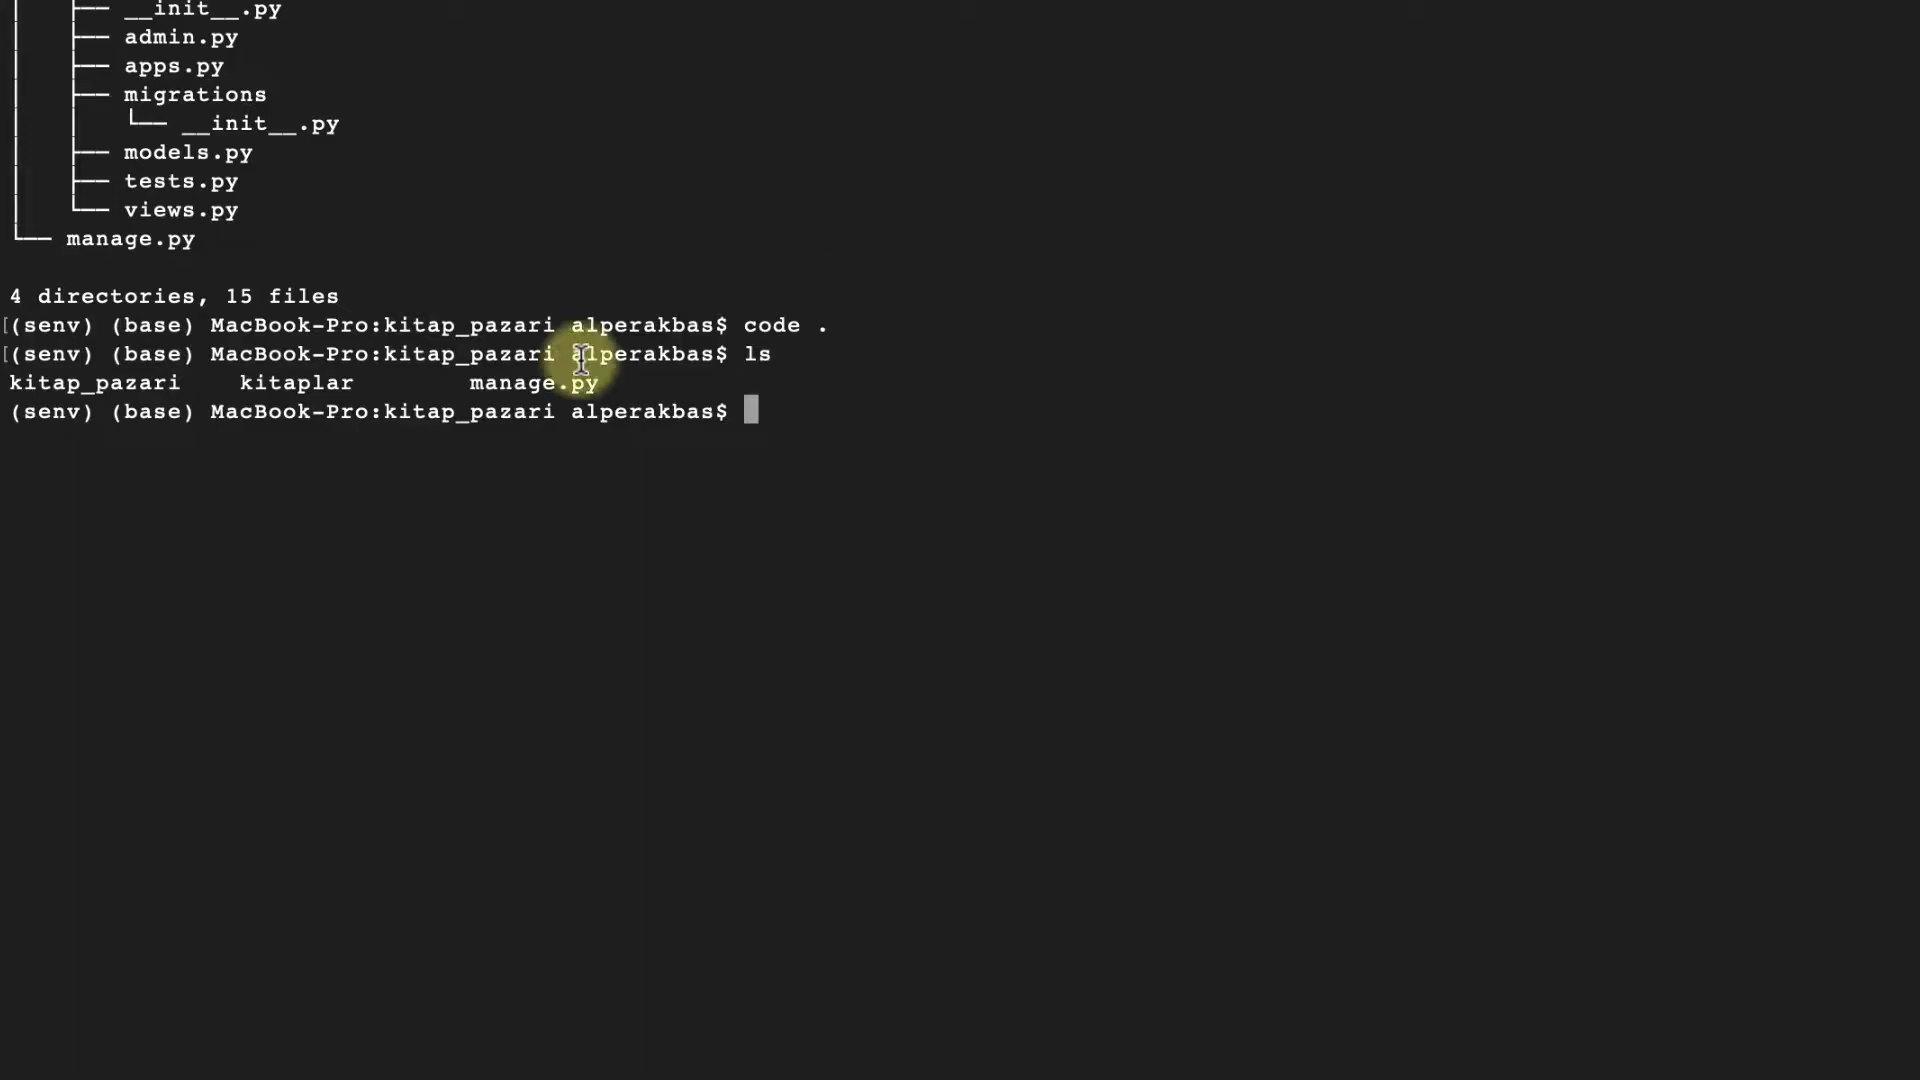 │   ├── __init__.py
│   ├── admin.py
│   ├── apps.py
│   ├── migrations
│   │   └── __init__.py
│   ├── models.py
│   ├── tests.py
│   └── views.py
└── manage.py
4 directories, 15 files
[(senv) (base) MacBook-Pro:kitap_pazari alperakbas$ code .
[(senv) (base) MacBook-Pro:kitap_pazari alperakbas$ ls
kitap_pazari    kitaplar        manage.py
(senv) (base) MacBook-Pro:kitap_pazari alperakbas$